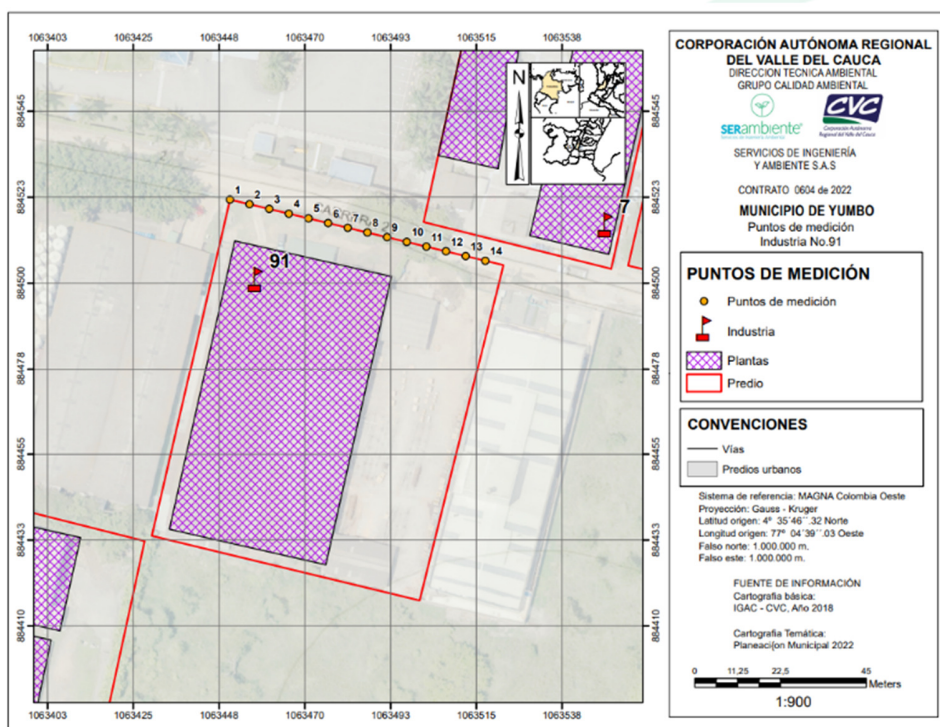 1063403 1063425 1063448 1063470 1063493 1063515 1063538
884545
884523
884500
884478
884455
884433
884410
884545
884523
884500
884478
884455
884433
884410
N
7
1 2 3 4 5 6 7 8 9 10 11 12 13 14
91
1063403 1063425 1063448 1063470 1063493 1063515 1063538
CORPORACIÓN AUTÓNOMA REGIONAL
DEL VALLE DEL CAUCA
DIRECCION TECNICA AMBIENTAL
GRUPO CALIDAD AMBIENTAL
SERambiente
CVC
Corporación Autónoma
Regional del Valle del Cauca
SERVICIOS DE INGENIERÍA
Y AMBIENTE S.A.S
CONTRATO 0604 de 2022
MUNICIPIO DE YUMBO
Puntos de medición
Industria No.91
PUNTOS DE MEDICIÓN
Puntos de medición
Industria
Plantas
Predio
CONVENCIONES
Vías
Predios urbanos
Sistema de referencia: MAGNA Colombia Oeste
Proyección: Gauss - Kruger
Latitud origen: 4° 35´46´´.32 Norte
Longitud origen: 77° 04´39´´.03 Oeste
Falso norte: 1.000.000 m.
Falso este: 1.000.000 m.
FUENTE DE INFORMACIÓN
Cartografía básica:
IGAC - CVC, Año 2018
Cartografía Temática:
Planeaci{on Municipal 2022
0 11,25 22,5 45
Meters
1:900